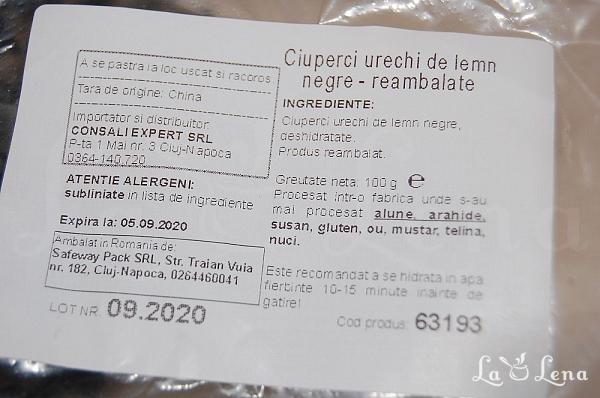 A se pastra la loc uscat si racoros
Tara de origine: China
Importator si distribuitor:
CONSALI EXPERT SRL
P-ta 1 Mai nr. 3 Cluj-Napoca
0364-140.720
ATENTIE ALERGENI:
subliniate in lista de ingrediente
Expira la: 05.09.2020
Ambalat in Romania de:
Safeway Pack SRL, Str. Traian Vuia
nr. 182, Cluj-Napoca, 0264460041
LOT NR. 09.2020
Ciuperci urechi de lemn
negre - reambalate
INGREDIENTE:
Ciuperci urechi de lemn negre,
deshidratate.
Produs reambalat.
Greutate neta: 100 g ℮
Procesat intr-o fabrica unde s-au
mai procesat alune, arahide,
susan, gluten, ou, mustar, telina,
nuci.
Este recomandat a se hidrata in apa
fierbinte 10-15 minute inainte de
gatire!
Cod produs: 63193
La Lena